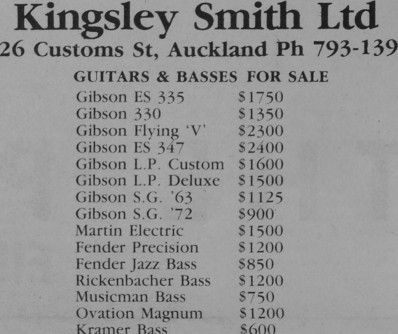 Kingsley Smith Ltd
26 Customs St, Auckland Ph 793-139
GUITARS & BASSES FOR SALE
Gibson ES 335 $1750
Gibson 330 $1350
Gibson Flying 'V' $2300
Gibson ES 347 $2400
Gibson L.P. Custom $1600
Gibson L.P. Deluxe $1500
Gibson S.G. '63 $1125
Gibson S.G. '72 $900
Martin Electric $1500
Fender Precision $1200
Fender Jazz Bass $850
Rickenbacher Bass $1200
Musicman Bass $750
Ovation Magnum $1200
Kramer Bass $600